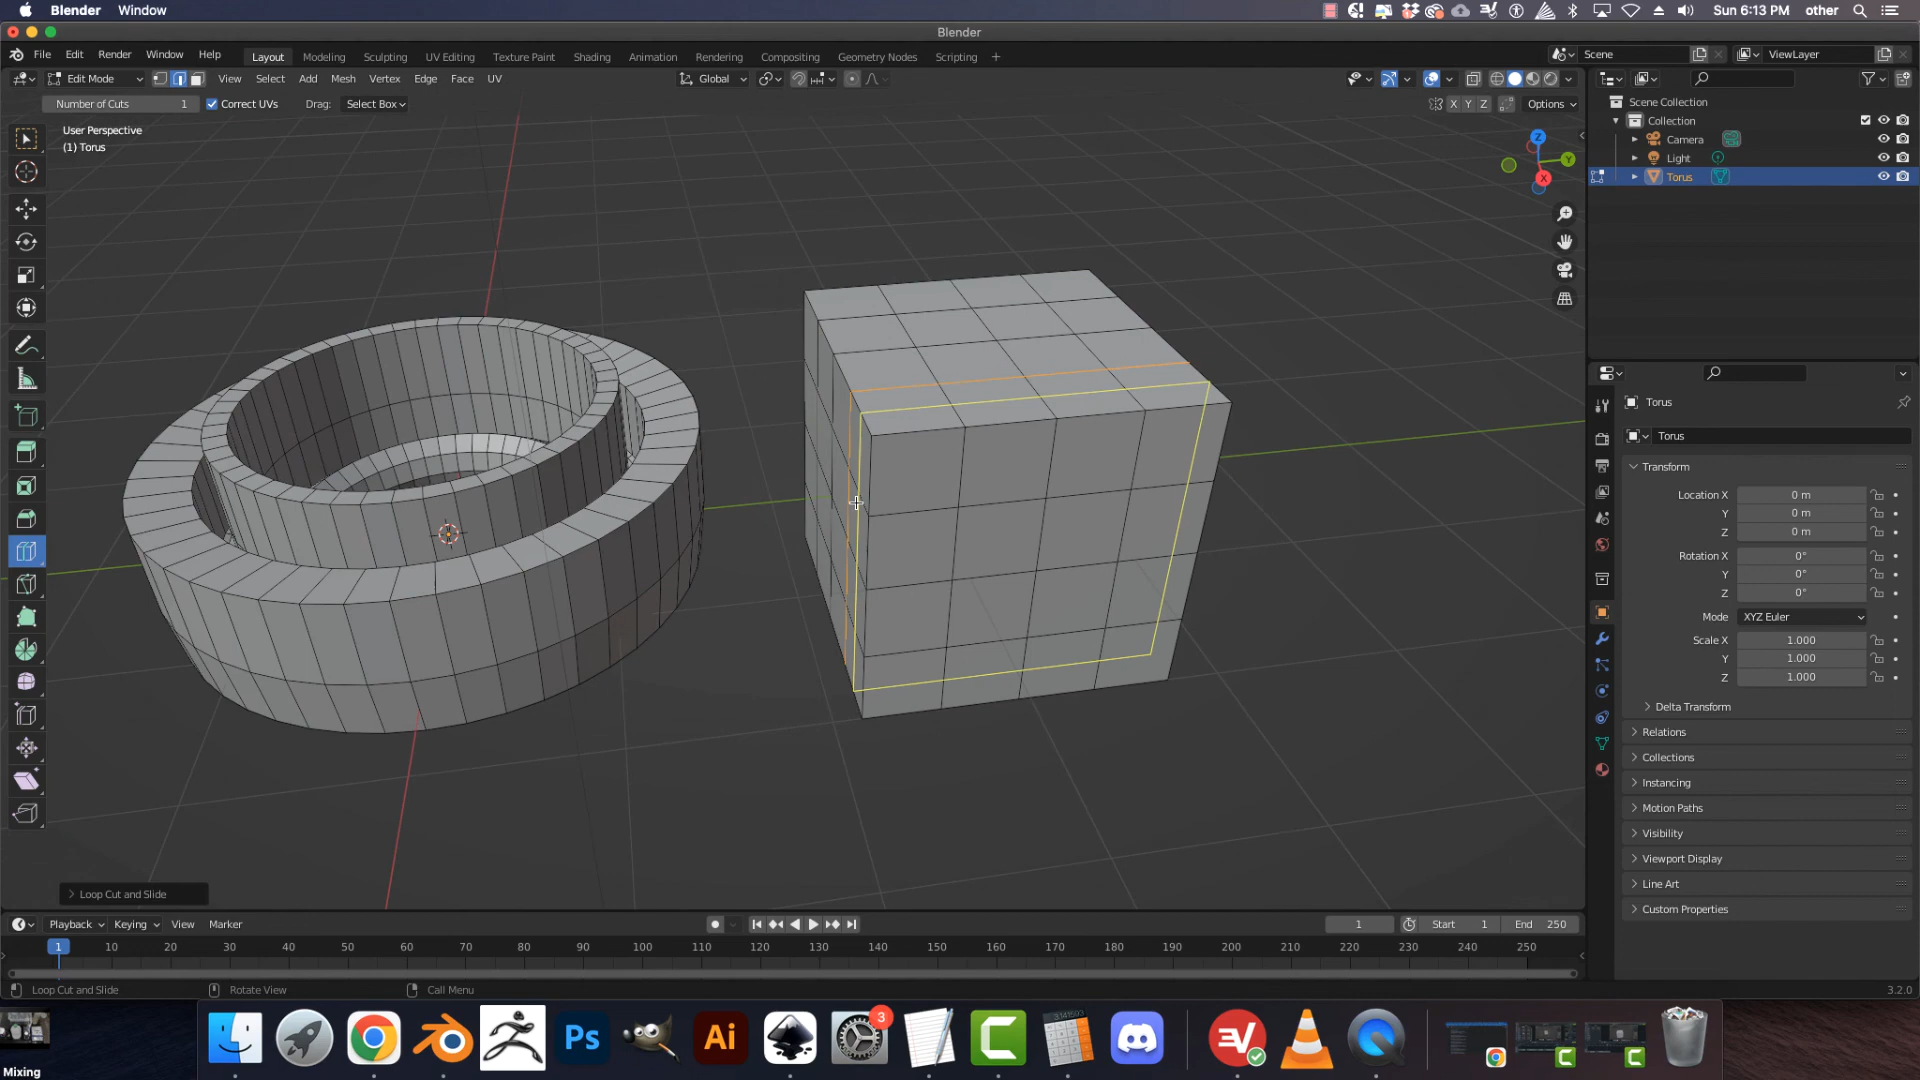 Blender Window Sun 6:13 PM other
Blender
File Edit Render Window Help Layout Modeling Sculpting UV Editing Texture Paint Shading Animation Rendering Compositing Geometry Nodes Scripting + Scene ViewLayer
Edit Mode View Select Add Mesh Vertex Edge Face UV Global
Number of Cuts 1 Correct UVs Drag: Select Box X Y Z Options
User Perspective
(1) Torus
Z
Y
X
Scene Collection
Collection
Camera
Light
Torus
Torus
Torus
Transform
Location X 0 m
Y 0 m
Z 0 m
Rotation X 0°
Y 0°
Z 0°
Mode XYZ Euler
Scale X 1.000
Y 1.000
Z 1.000
Delta Transform
Relations
Collections
Instancing
Motion Paths
Visibility
Viewport Display
Line Art
Custom Properties
Loop Cut and Slide
Playback Keying View Marker 1 Start 1 End 250
1 10 20 30 40 50 60 70 80 90 100 110 120 130 140 150 160 170 180 190 200 210 220 230 240 250
Loop Cut and Slide Rotate View Call Menu 3.2.0
3
Ps Ai
Mixing